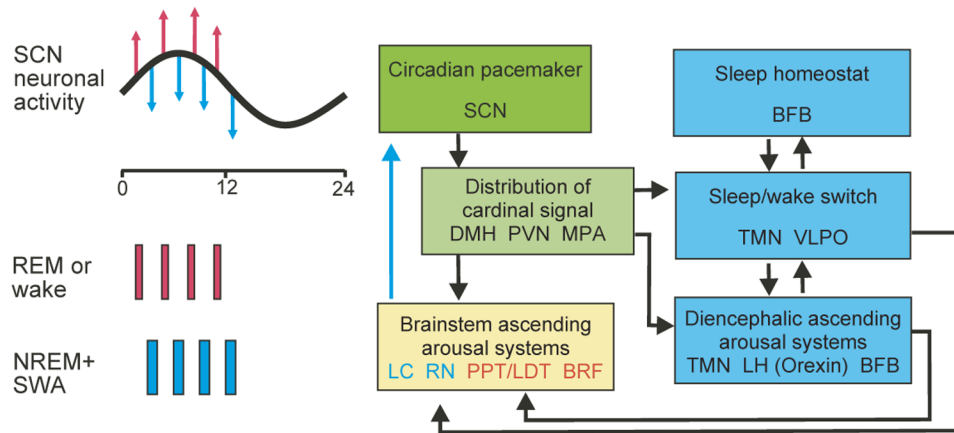 SCN
neuronal
activity
0
12
24
REM or
wake
NREM+
SWA
Circadian pacemaker
SCN
Distribution of
cardinal signal
DMH PVN MPA
Brainstem ascending
arousal systems
LC RN PPT/LDT BRF
Sleep homeostat
BFB
Sleep/wake switch
TMN VLPO
Diencephalic ascending
arousal systems
TMN LH (Orexin) BFB